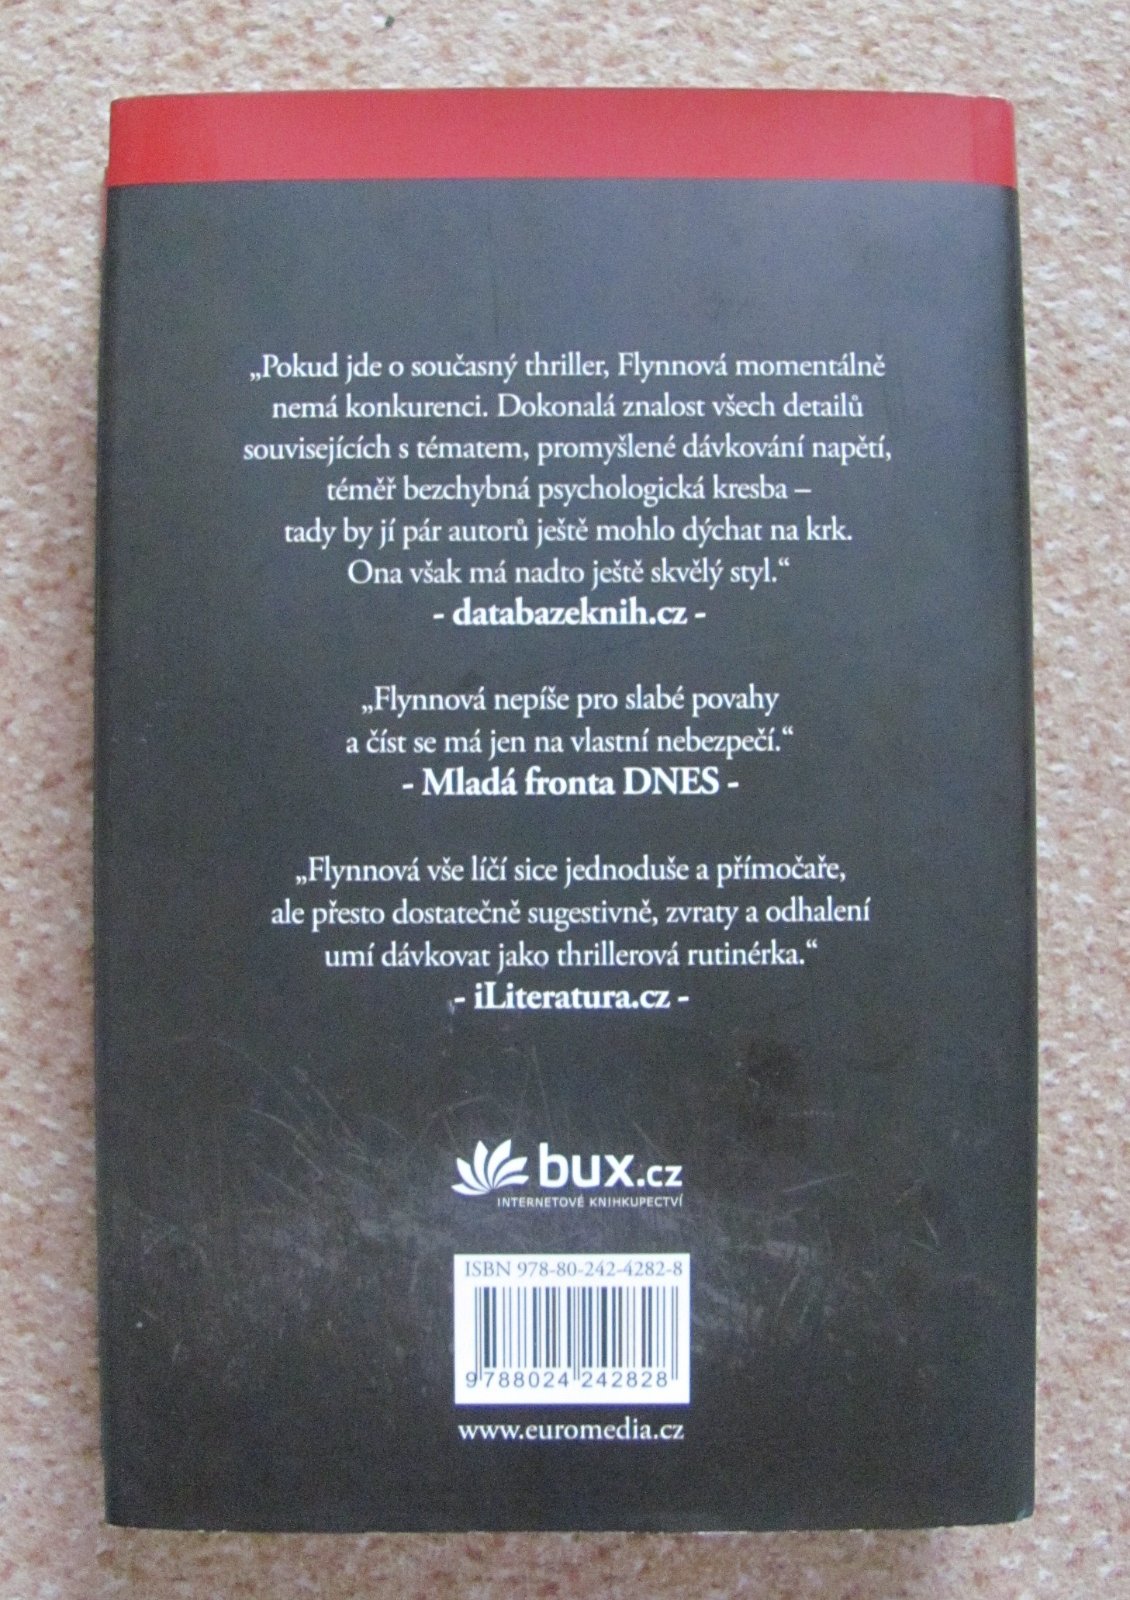 „Pokud jde o současný thriller, Flynnová momentálně
nemá konkurenci. Dokonalá znalost všech detailů
souvisejících s tématem, promyšlené dávkování napětí,
téměř bezchybná psychologická kresba –
tady by jí pár autorů ještě mohlo dýchat na krk.
Ona však má nadto ještě skvělý styl.“
- databazeknih.cz -
„Flynnová nepíše pro slabé povahy
a číst se má jen na vlastní nebezpečí.“
- Mladá fronta DNES -
„Flynnová vše líčí sice jednoduše a přímočaře,
ale přesto dostatečně sugestivně, zvraty a odhalení
umí dávkovat jako thrillerová rutinérka.“
- iLiteratura.cz -
bux.cz
INTERNETOVÉ KNIHKUPECTVÍ
ISBN 978-80-242-4282-8
9 788024 242828
www.euromedia.cz